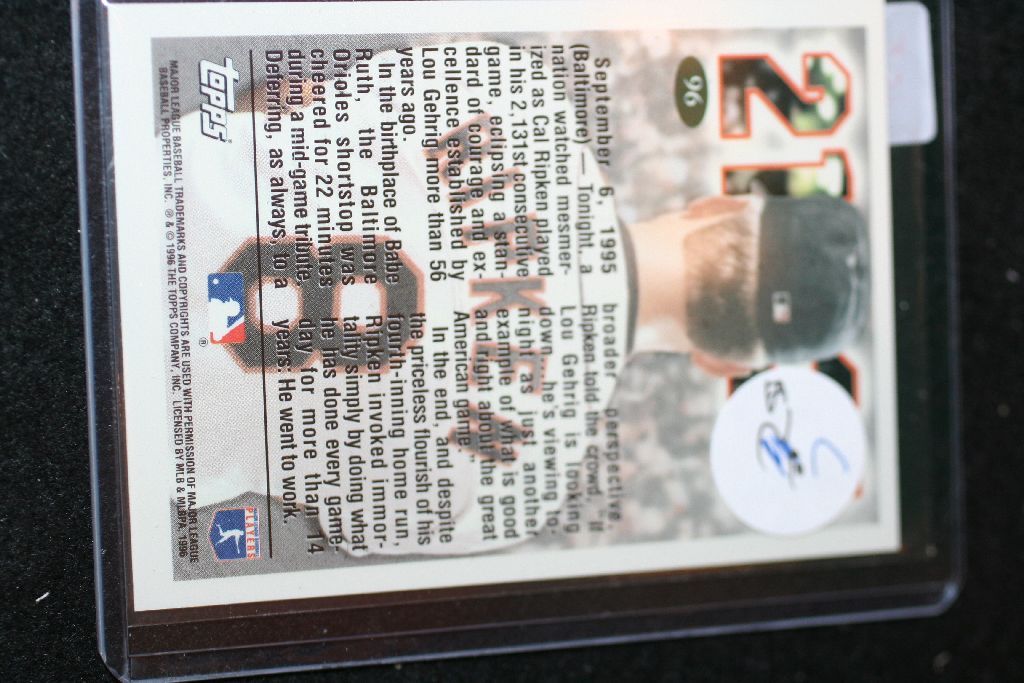 21
96
September 6, 1995
(Baltimore) — Tonight, a
nation watched mesmer-
ized as Cal Ripken played
in his 2,131st consecutive
game, eclipsing a stan-
dard of courage and ex-
cellence established by
Lou Gehrig more than 56
years ago.
In the birthplace of Babe
Ruth, the Baltimore
Orioles shortstop was
cheered for 22 minutes
during a mid-game tribute.
Deferring, as always, to a
broader perspective,
Ripken told the crowd, "If
Lou Gehrig is looking
down, he's viewing to-
night as just another
example of what is good
and right about the great
American game."
In the end, and despite
the priceless flourish of his
fourth-inning home run,
Ripken invoked immor-
tality simply by doing what
he has done every game-
day for more than 14
years: He went to work.
RIPKEN
8
Topps
®
PLAYERS
MAJOR LEAGUE BASEBALL TRADEMARKS AND COPYRIGHTS ARE USED WITH PERMISSION OF MAJOR LEAGUE
BASEBALL PROPERTIES, INC. ® & © 1996 THE TOPPS COMPANY, INC. LICENSED BY MLB & MLBPA 1996